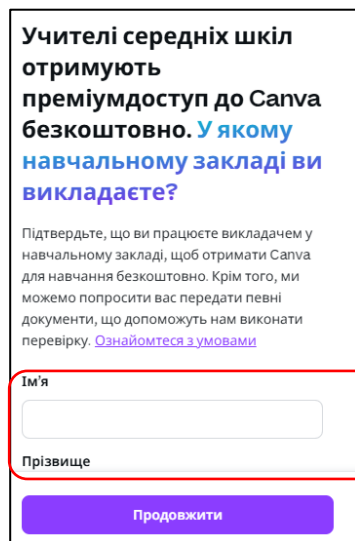 Учителі середніх шкіл
отримують
преміумдоступ до Canva
безкоштовно. У якому
навчальному закладі ви
викладаєте?
Підтвердьте, що ви працюєте викладачем у
навчальному закладі, щоб отримати Canva
для навчання безкоштовно. Крім того, ми
можемо попросити вас передати певні
документи, що допоможуть нам виконати
перевірку. Ознайомтеся з умовами
Ім’я
Прізвище
Продовжити